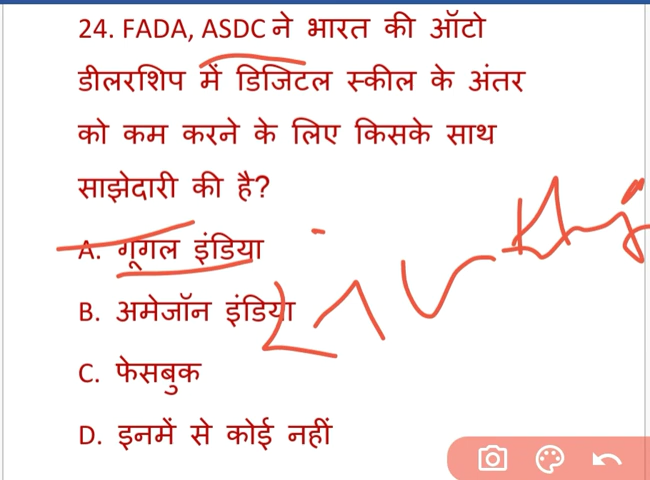 24. FADA, ASDC ने भारत की ऑटो
डीलरशिप में डिजिटल स्कील के अंतर
को कम करने के लिए किसके साथ
साझेदारी की है?
A. गूगल इंडिया
B. अमेजॉन इंडिया
C. फेसबुक
D. इनमें से कोई नहीं